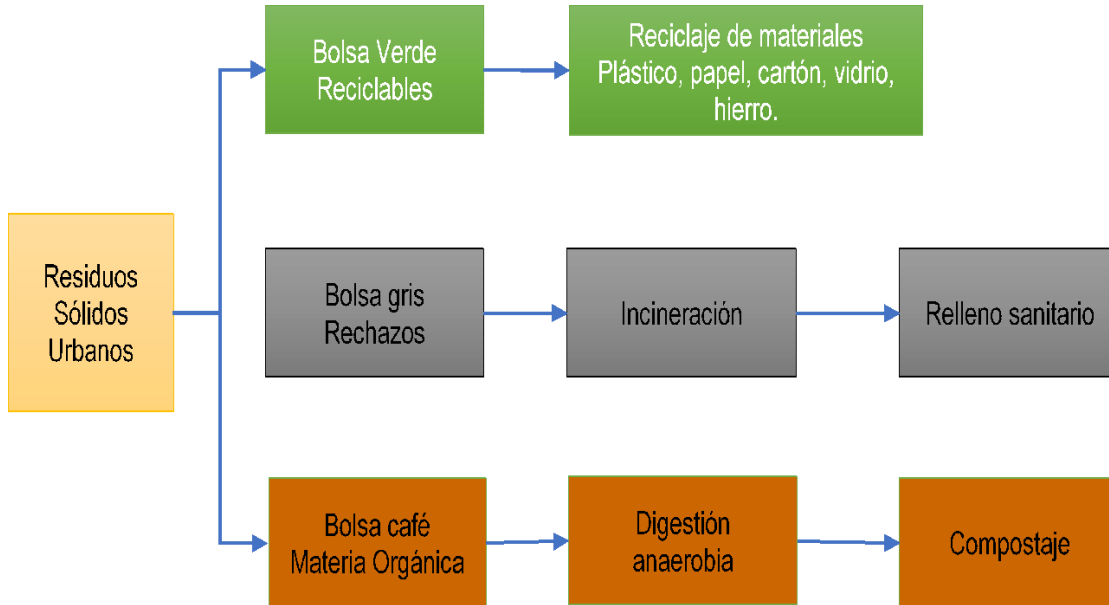 Bolsa Verde
Reciclables
Reciclaje de materiales
Plástico, papel, cartón, vidrio,
hierro.
Residuos
Sólidos
Urbanos
Bolsa gris
Rechazos
Incineración
Relleno sanitario
Bolsa café
Materia Orgánica
Digestión
anaerobia
Compostaje